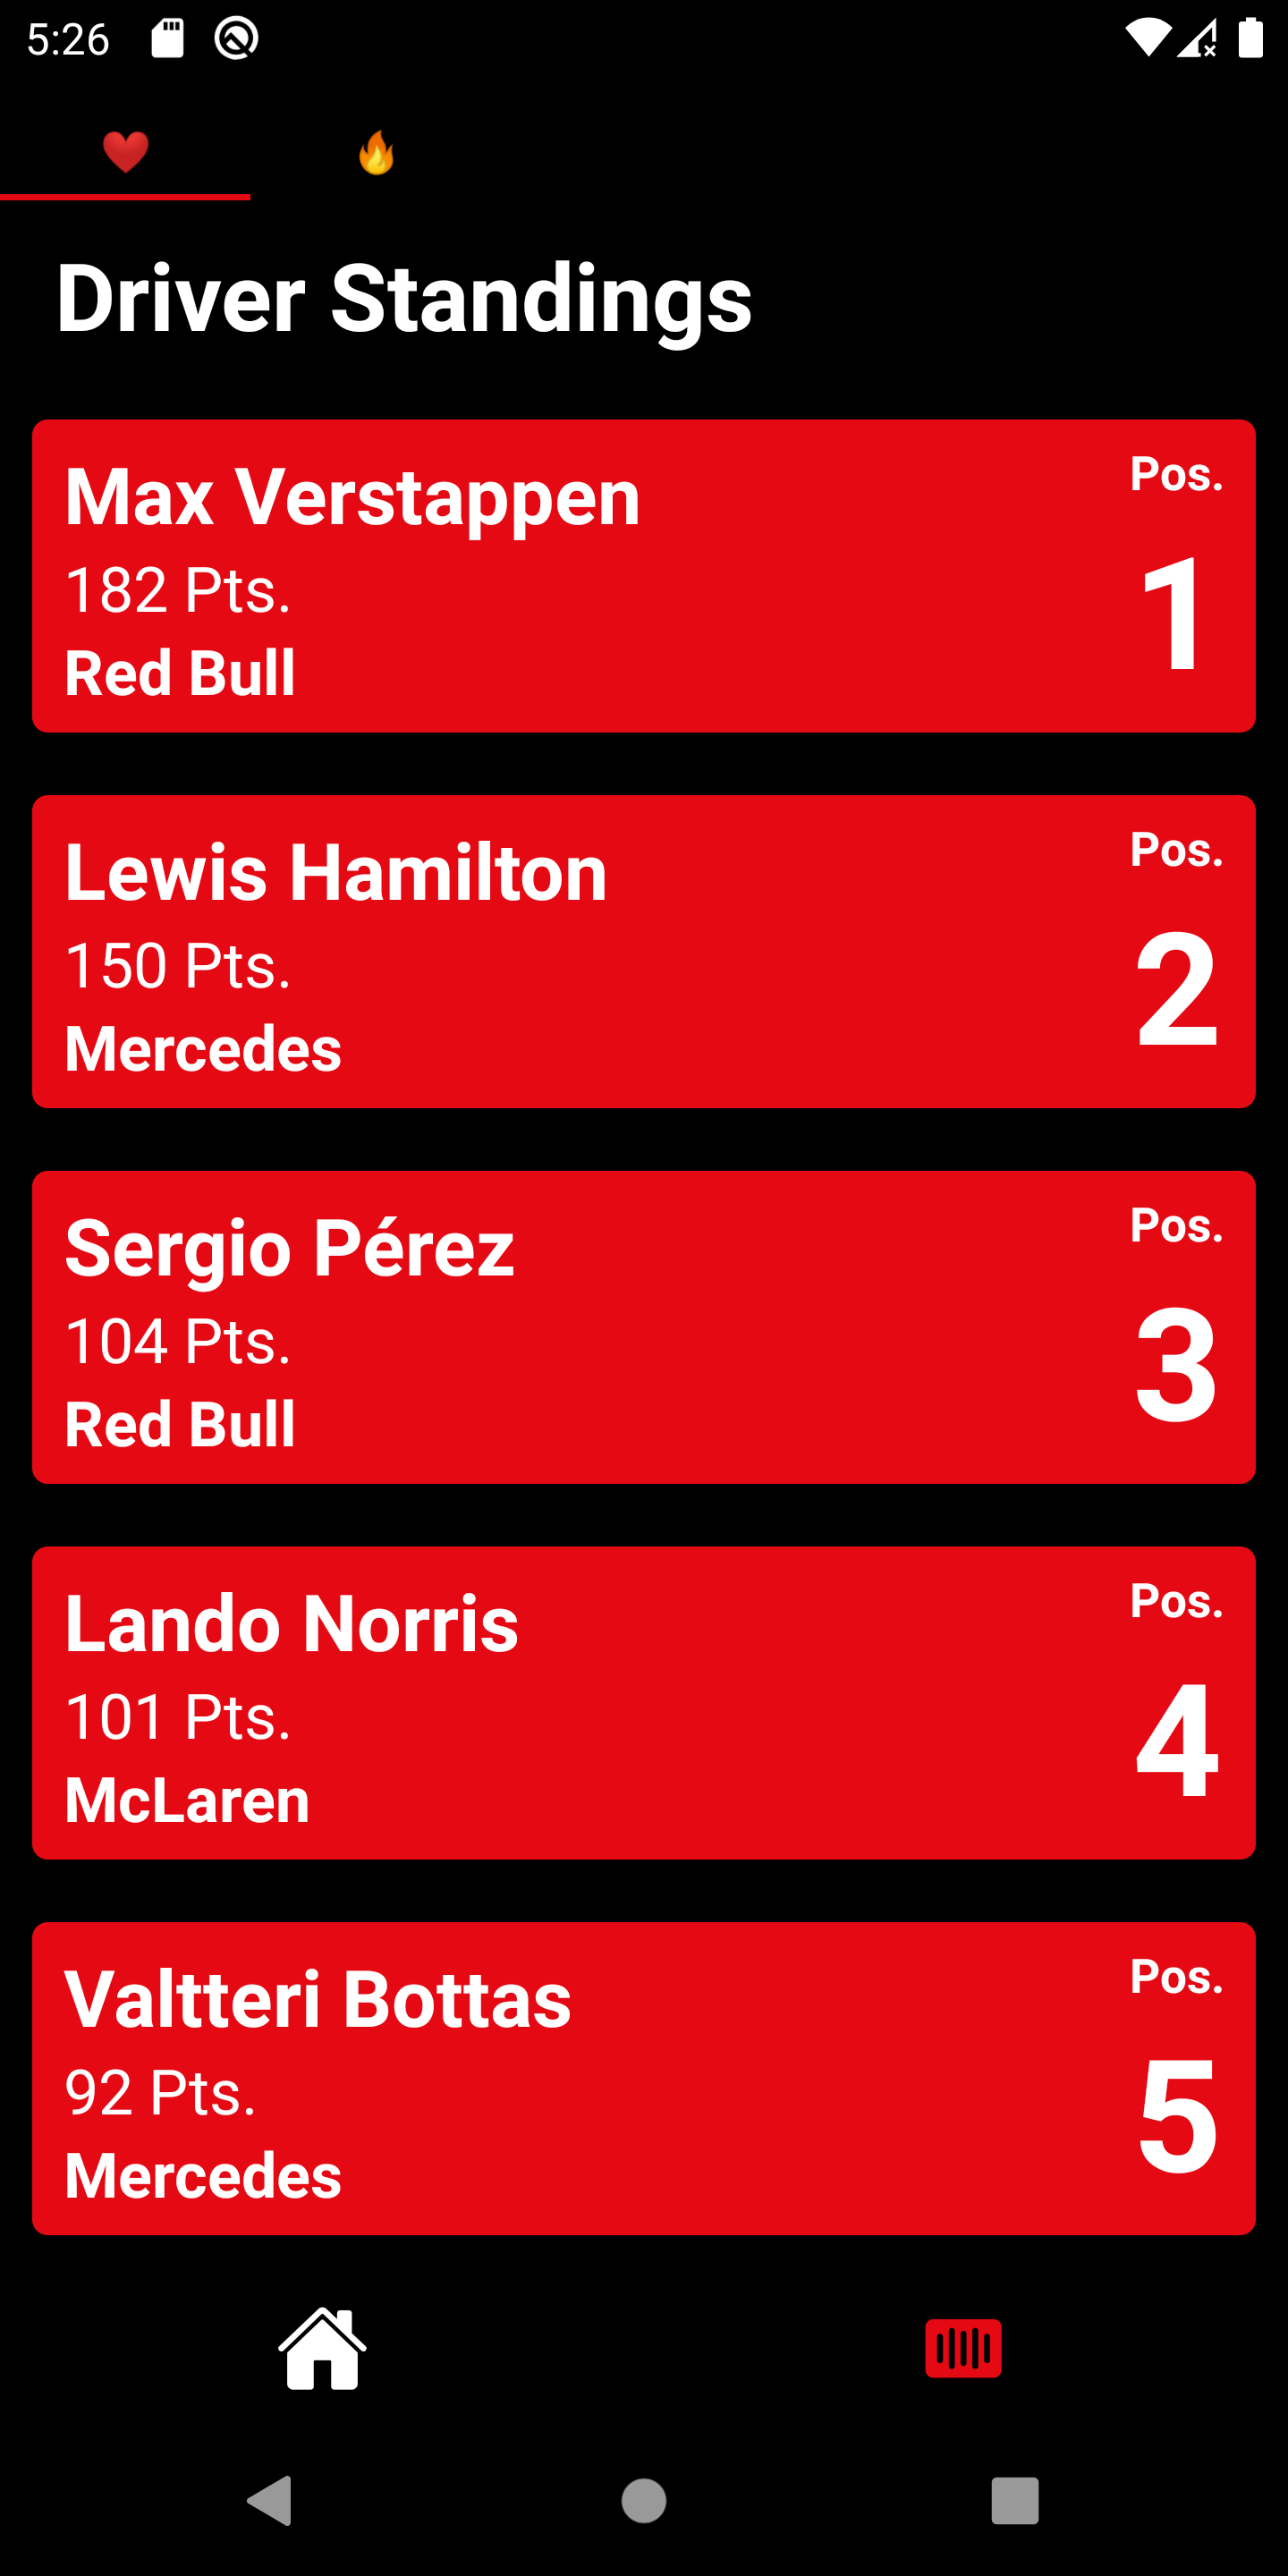 5:26
Driver Standings
Max Verstappen
182 Pts.
Red Bull
Pos.
1
Lewis Hamilton
150 Pts.
Mercedes
Pos.
2
Sergio Pérez
104 Pts.
Red Bull
Pos.
3
Lando Norris
101 Pts.
McLaren
Pos.
4
Valtteri Bottas
92 Pts.
Mercedes
Pos.
5